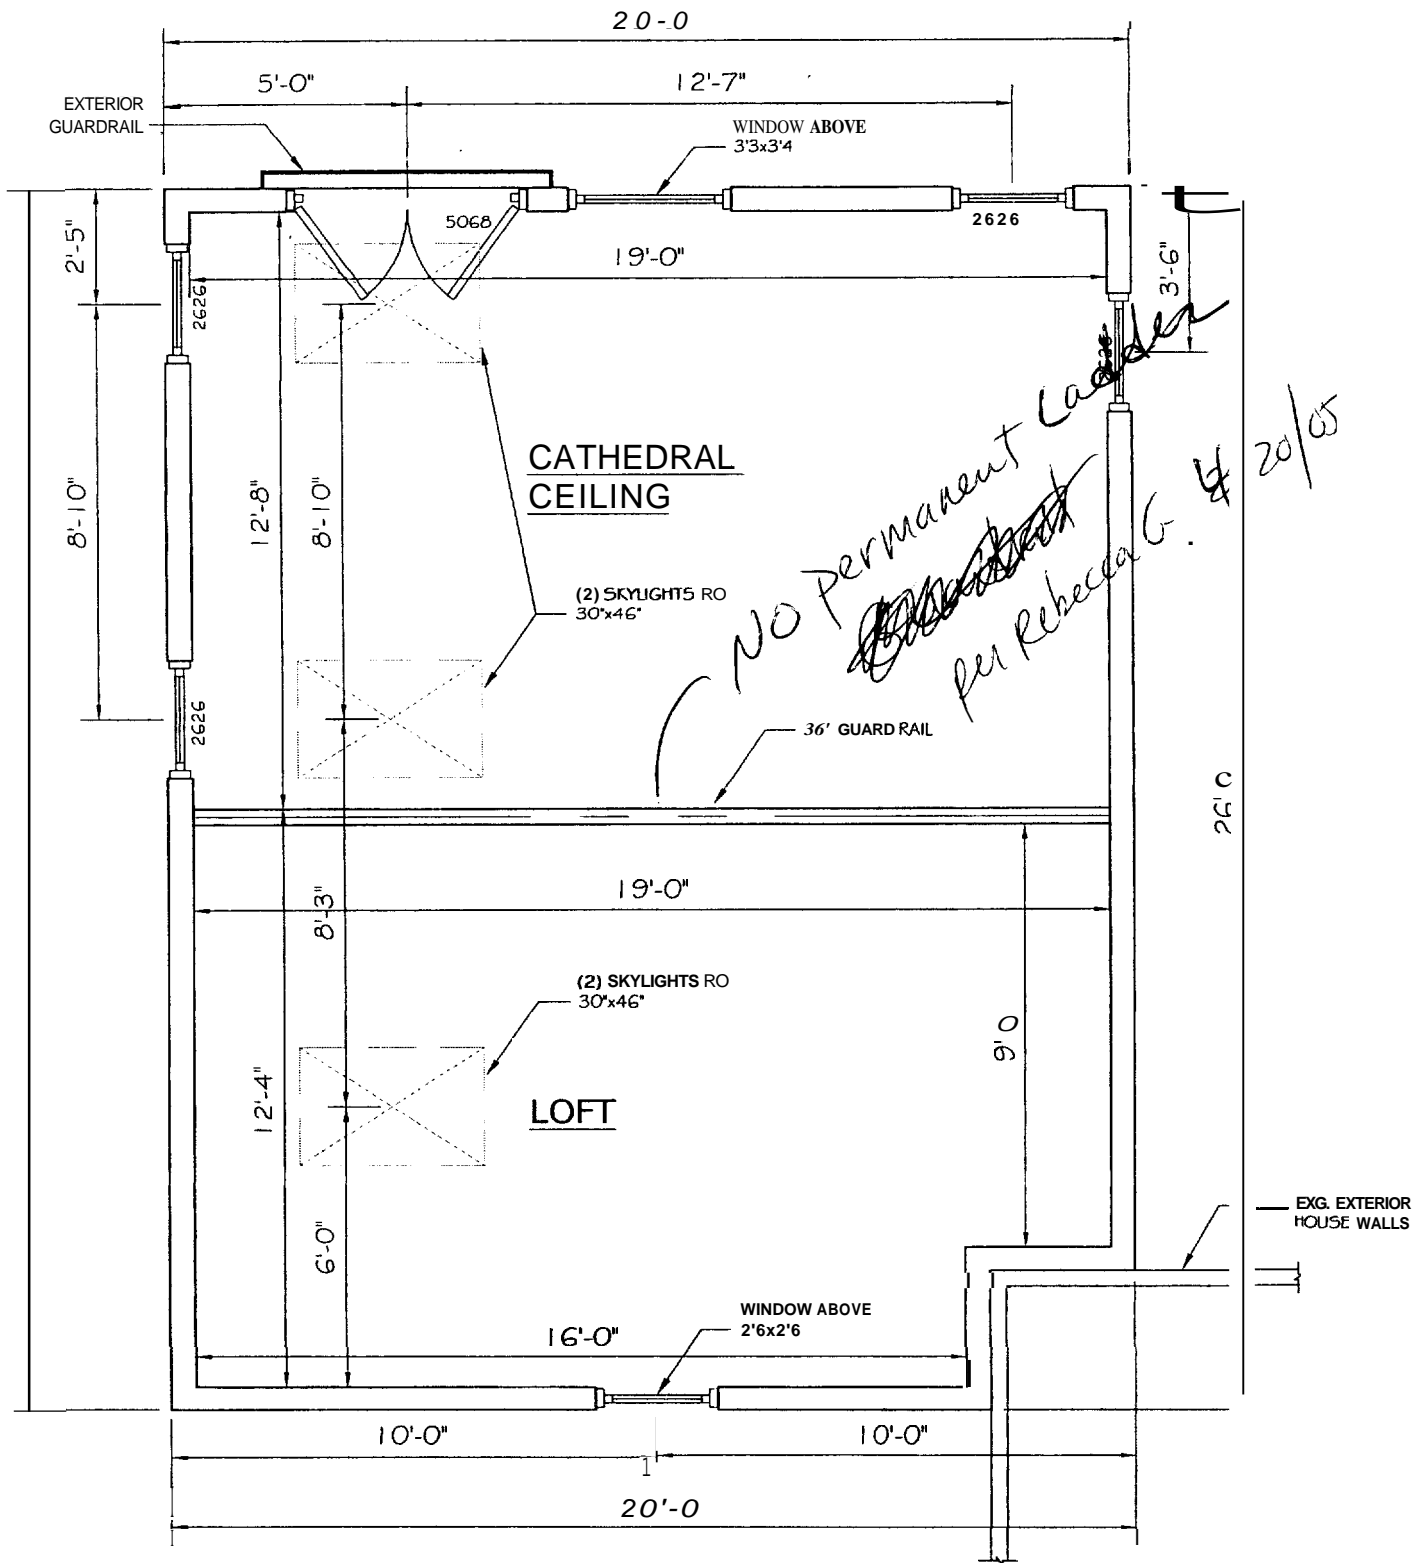 20-0
5'-0"
12'-7"
EXTERIOR
GUARDRAIL
WINDOW ABOVE
3'3x3'4
5068
2626
2'-5"
19'-0"
3'-6"
2626
No permanent Ladder
per Rebecca G. 4/20/05
CATHEDRAL
CEILING
8'-10"
12'-8"
8'-10"
(2) SKYLIGHTS RO
30"x46"
2626
36' GUARD RAIL
26' 0
19'-0"
8'-3"
(2) SKYLIGHTS RO
30"x46"
9' 0
12'-4"
LOFT
6'-0"
EXG. EXTERIOR
HOUSE WALLS
WINDOW ABOVE
2'6x2'6
16'-0"
10'-0"
10'-0"
20'-0